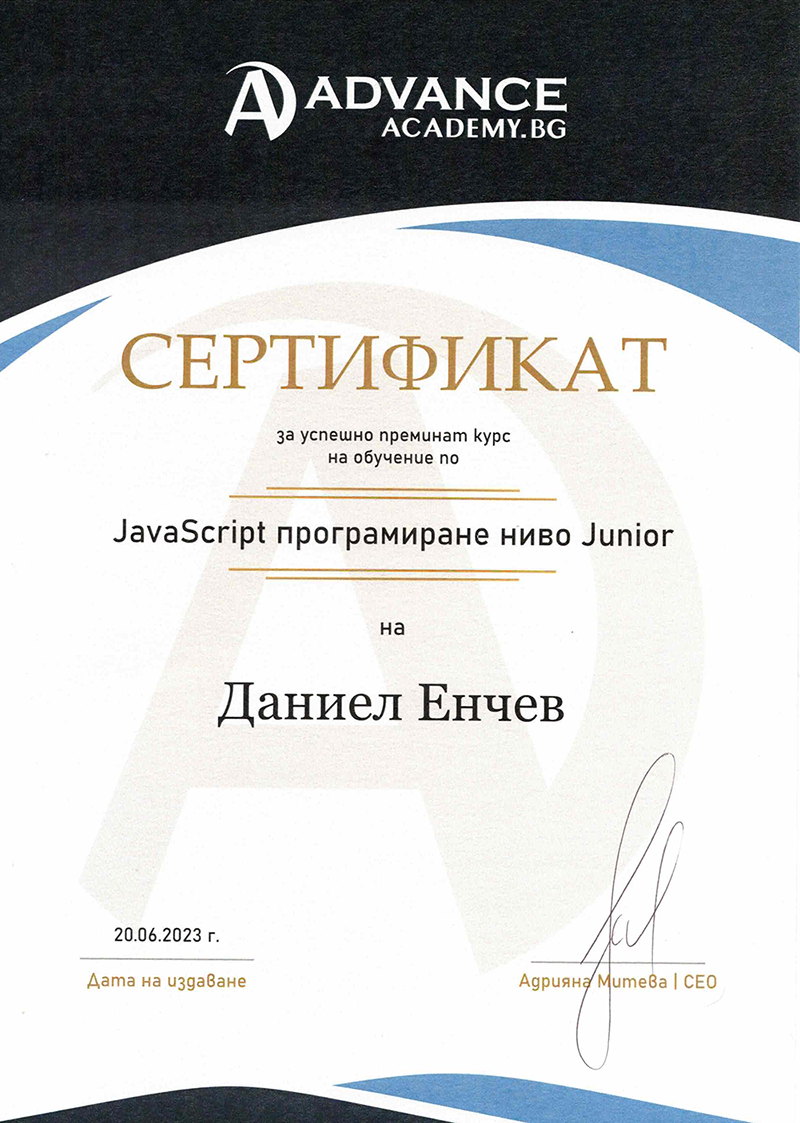 ADVANCE
ACADEMY.BG
СЕРТИФИКАТ
за успешно преминат курс
на обучение по
JavaScript програмиране ниво Junior
на
Даниел Енчев
20.06.2023 г.
Дата на издаване
Адрияна Митева | CEO